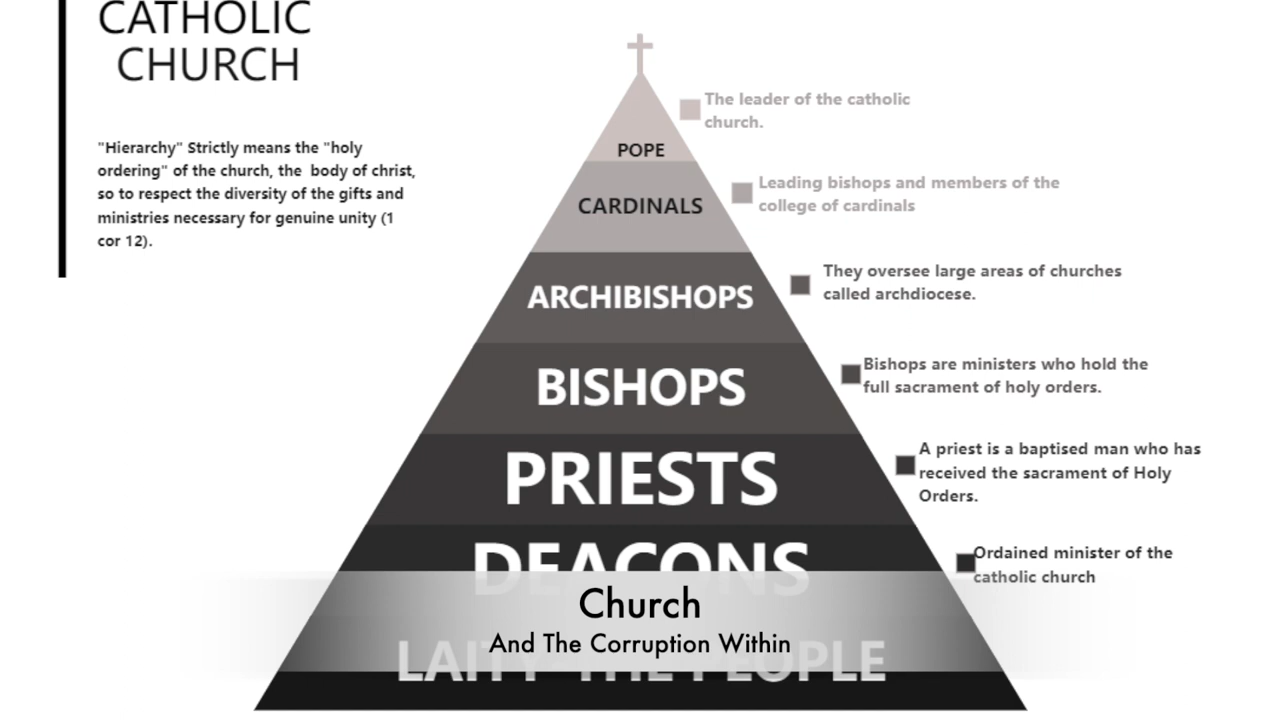 CATHOLIC
CHURCH
"Hierarchy" Strictly means the "holy
ordering" of the church, the body of christ,
so to respect the diversity of the gifts and
ministries necessary for genuine unity (1
cor 12).
POPE
The leader of the catholic
church.
CARDINALS
Leading bishops and members of the
college of cardinals
ARCHIBISHOPS
They oversee large areas of churches
called archdiocese.
BISHOPS
Bishops are ministers who hold the
full sacrament of holy orders.
PRIESTS
A priest is a baptised man who has
received the sacrament of Holy
Orders.
DEACONS
Ordained minister of the
catholic church
Church
And The Corruption Within
LAITY THE PEOPLE